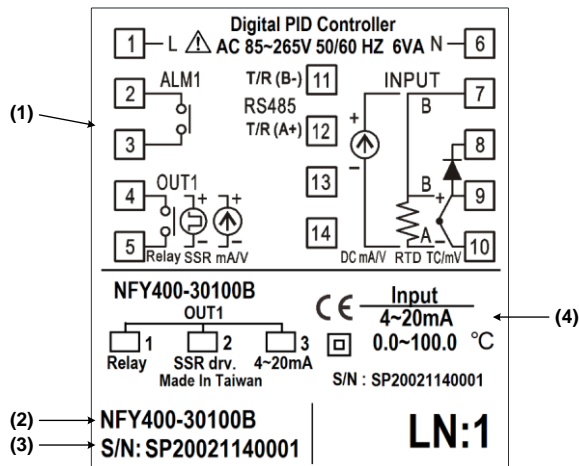 Digital PID Controller
1 L AC 85~265V 50/60 HZ 6VA N 6
2 ALM1 T/R (B-) 11 INPUT 7
RS485 B
(1) 3 T/R (A+) 12 + 8
13 −
4 OUT1 B + 9
+ +
14
5 − − A − 10
Relay SSR mA/V DC mA/V RTD TC/mV
NFY400-30100B
OUT1
1 2 3
Relay SSR drv. 4~20mA
Made In Taiwan
CE Input
4~20mA (4)
0.0~100.0 °C
S/N : SP20021140001
(2) NFY400-30100B
(3) S/N: SP20021140001
LN:1